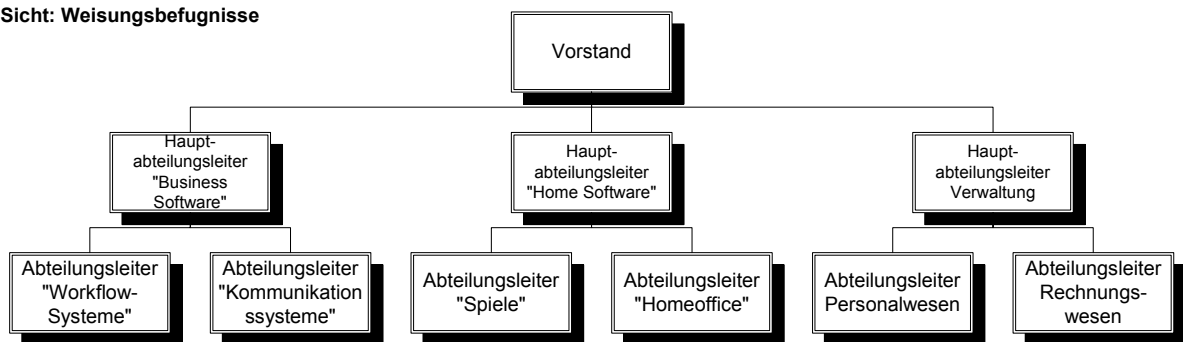 Sicht: Weisungsbefugnisse
Vorstand
Haupt-
abteilungsleiter
"Business
Software"
Haupt-
abteilungsleiter
"Home Software"
Haupt-
abteilungsleiter
Verwaltung
Abteilungsleiter
"Workflow-
Systeme"
Abteilungsleiter
"Kommunikation
ssysteme"
Abteilungsleiter
"Spiele"
Abteilungsleiter
"Homeoffice"
Abteilungsleiter
Personalwesen
Abteilungsleiter
Rechnungs-
wesen